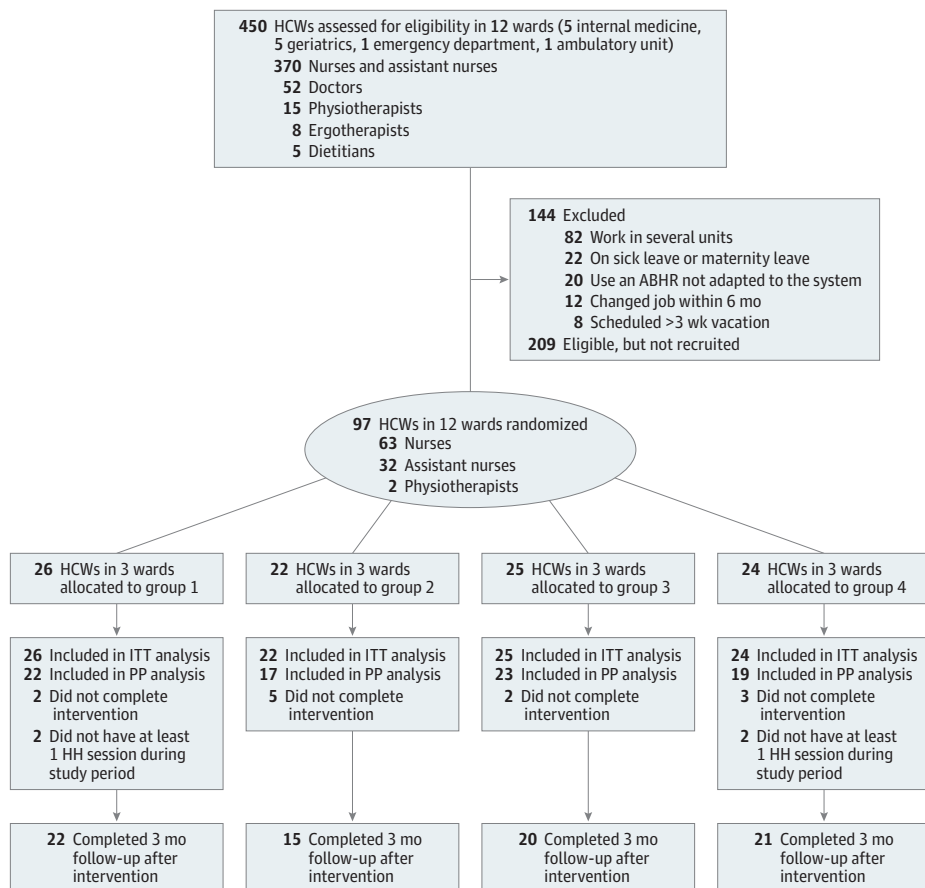 450 HCWs assessed for eligibility in 12 wards (5 internal medicine,
5 geriatrics, 1 emergency department, 1 ambulatory unit)
370 Nurses and assistant nurses
52 Doctors
15 Physiotherapists
8 Ergotherapists
5 Dietitians
144 Excluded
82 Work in several units
22 On sick leave or maternity leave
20 Use an ABHR not adapted to the system
12 Changed job within 6 mo
8 Scheduled >3 wk vacation
209 Eligible, but not recruited
97 HCWs in 12 wards randomized
63 Nurses
32 Assistant nurses
2 Physiotherapists
26 HCWs in 3 wards
allocated to group 1
22 HCWs in 3 wards
allocated to group 2
25 HCWs in 3 wards
allocated to group 3
24 HCWs in 3 wards
allocated to group 4
26 Included in ITT analysis
22 Included in PP analysis
2 Did not complete
intervention
2 Did not have at least
1 HH session during
study period
22 Included in ITT analysis
17 Included in PP analysis
5 Did not complete
intervention
25 Included in ITT analysis
23 Included in PP analysis
2 Did not complete
intervention
24 Included in ITT analysis
19 Included in PP analysis
3 Did not complete
intervention
2 Did not have at least
1 HH session during
study period
22 Completed 3 mo
follow-up after
intervention
15 Completed 3 mo
follow-up after
intervention
20 Completed 3 mo
follow-up after
intervention
21 Completed 3 mo
follow-up after
intervention